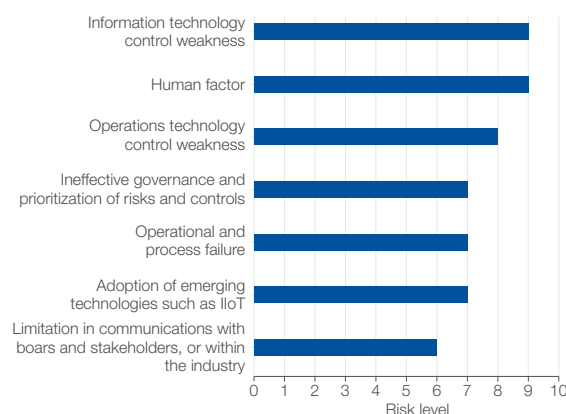 Information technology
control weakness
Human factor
Operations technology
control weakness
Ineffective governance and
prioritization of risks and controls
Operational and
process failure
Adoption of emerging
technologies such as IIoT
Limitation in communications with
boars and stakeholders, or within
the industry
0 1 2 3 4 5 6 7 8 9 10
Risk level